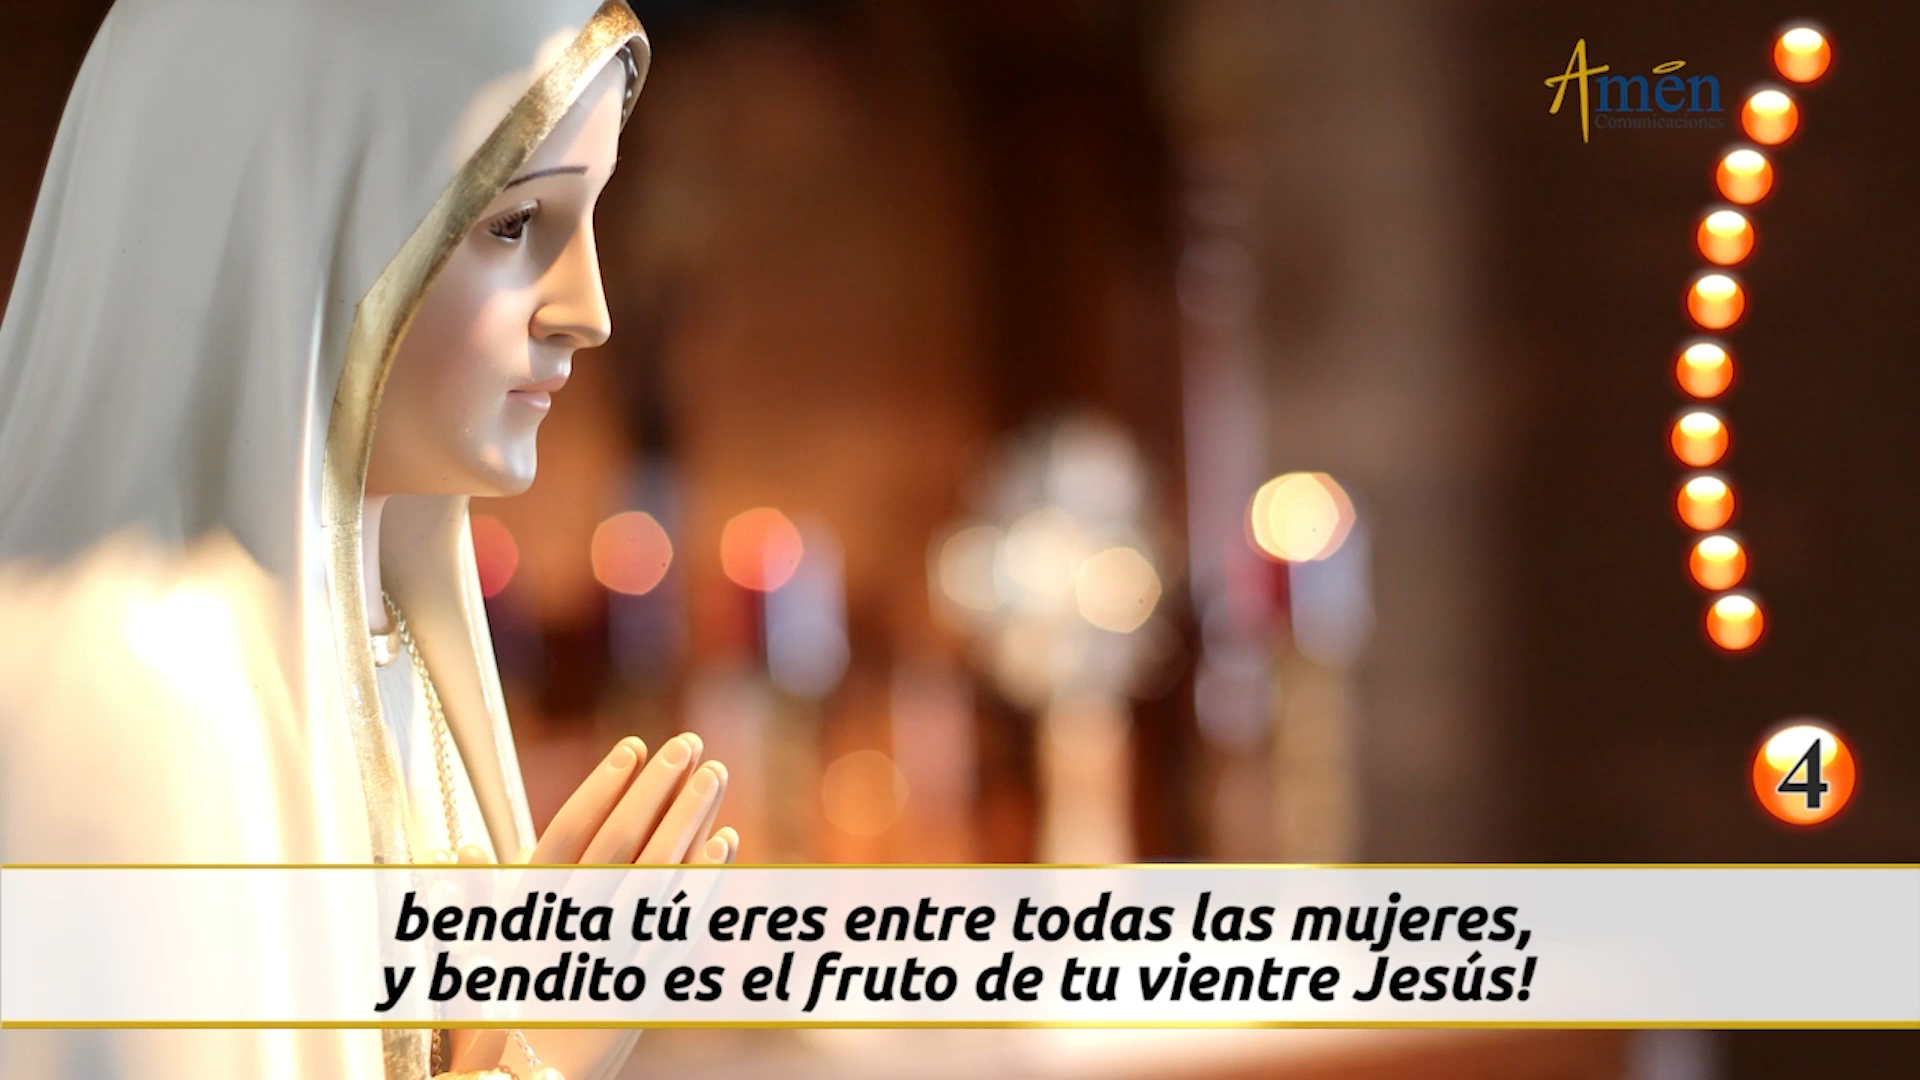 Amén
Comunicaciones
4
bendita tú eres entre todas las mujeres,
y bendito es el fruto de tu vientre Jesús!